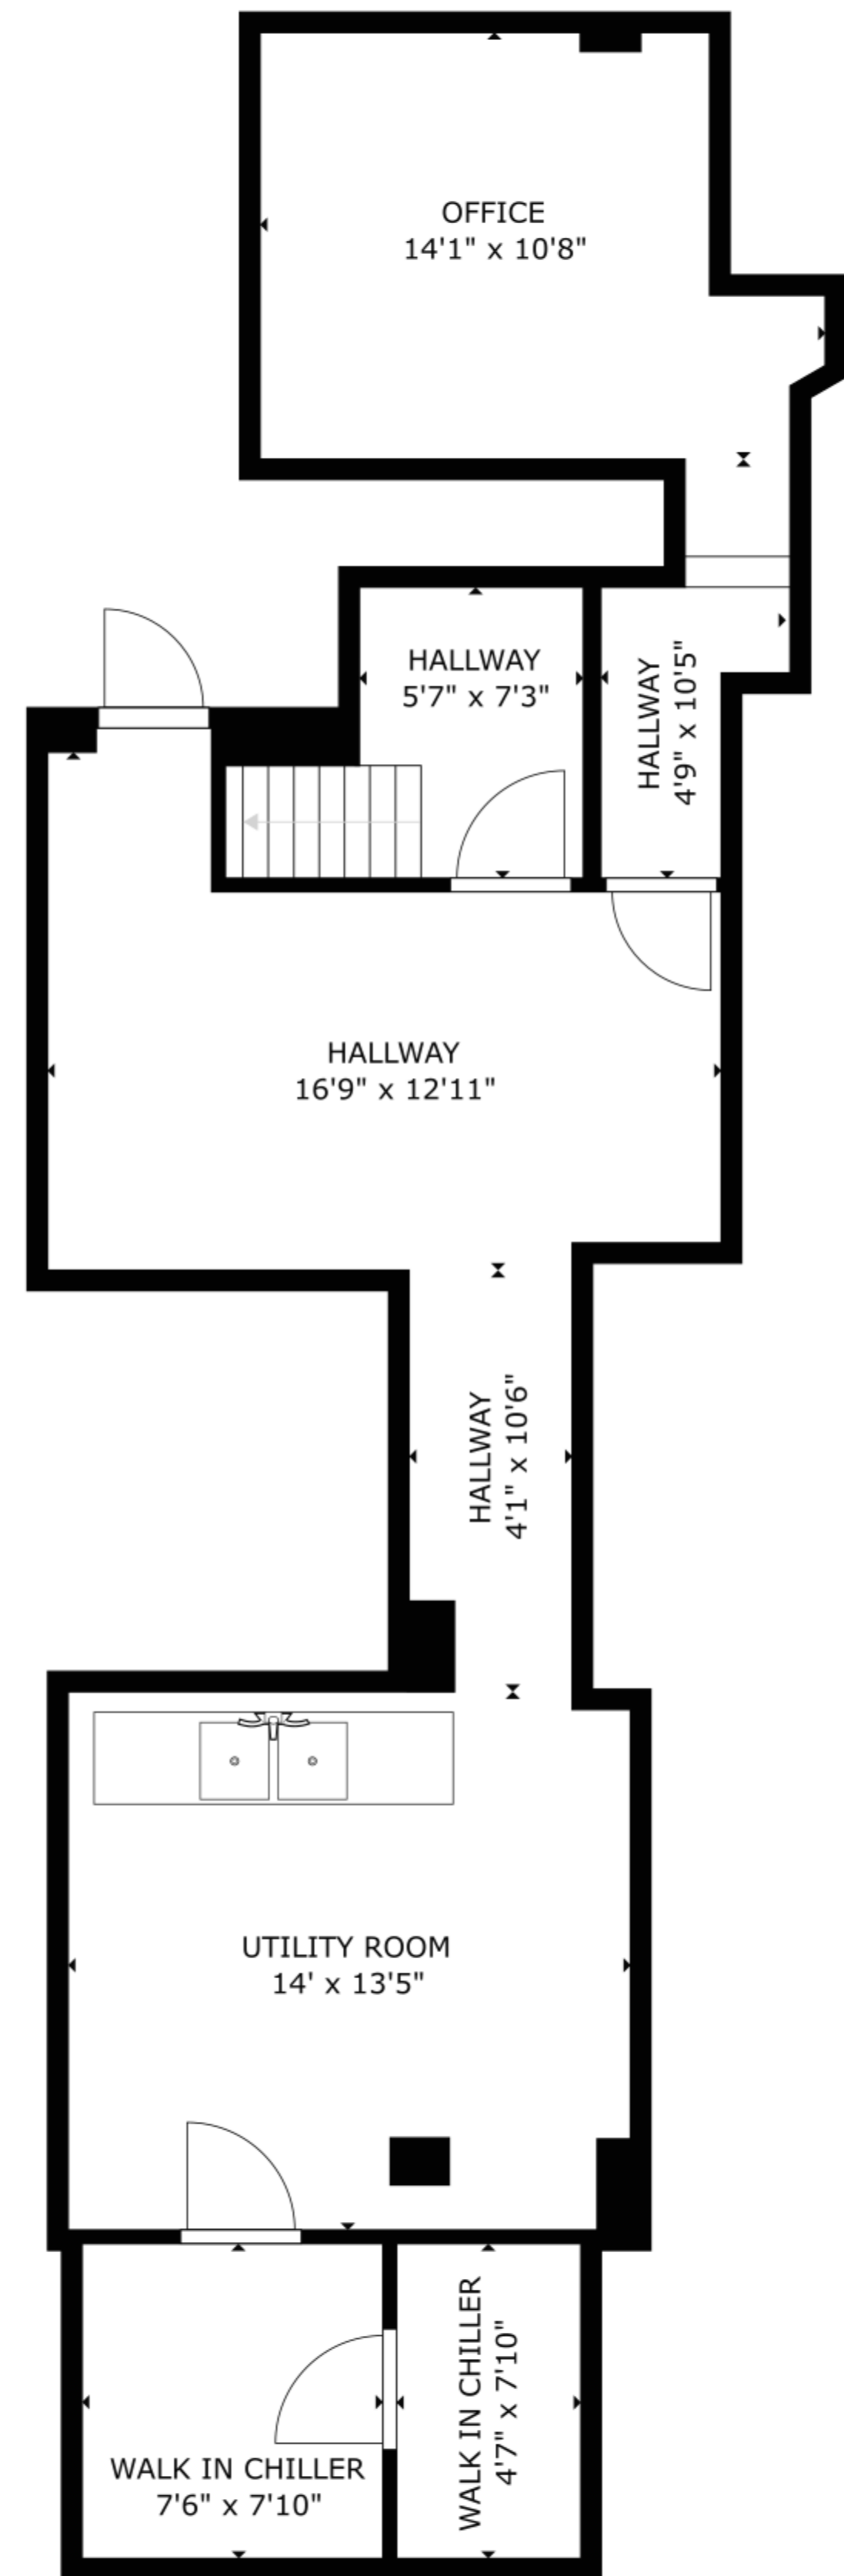 OFFICE
14'1" x 10'8"
HALLWAY
5'7" x 7'3"
HALLWAY
4'9" x 10'5"
HALLWAY
16'9" x 12'11"
HALLWAY
4'1" x 10'6"
UTILITY ROOM
14' x 13'5"
WALK IN CHILLER
7'6" x 7'10"
WALK IN CHILLER
4'7" x 7'10"